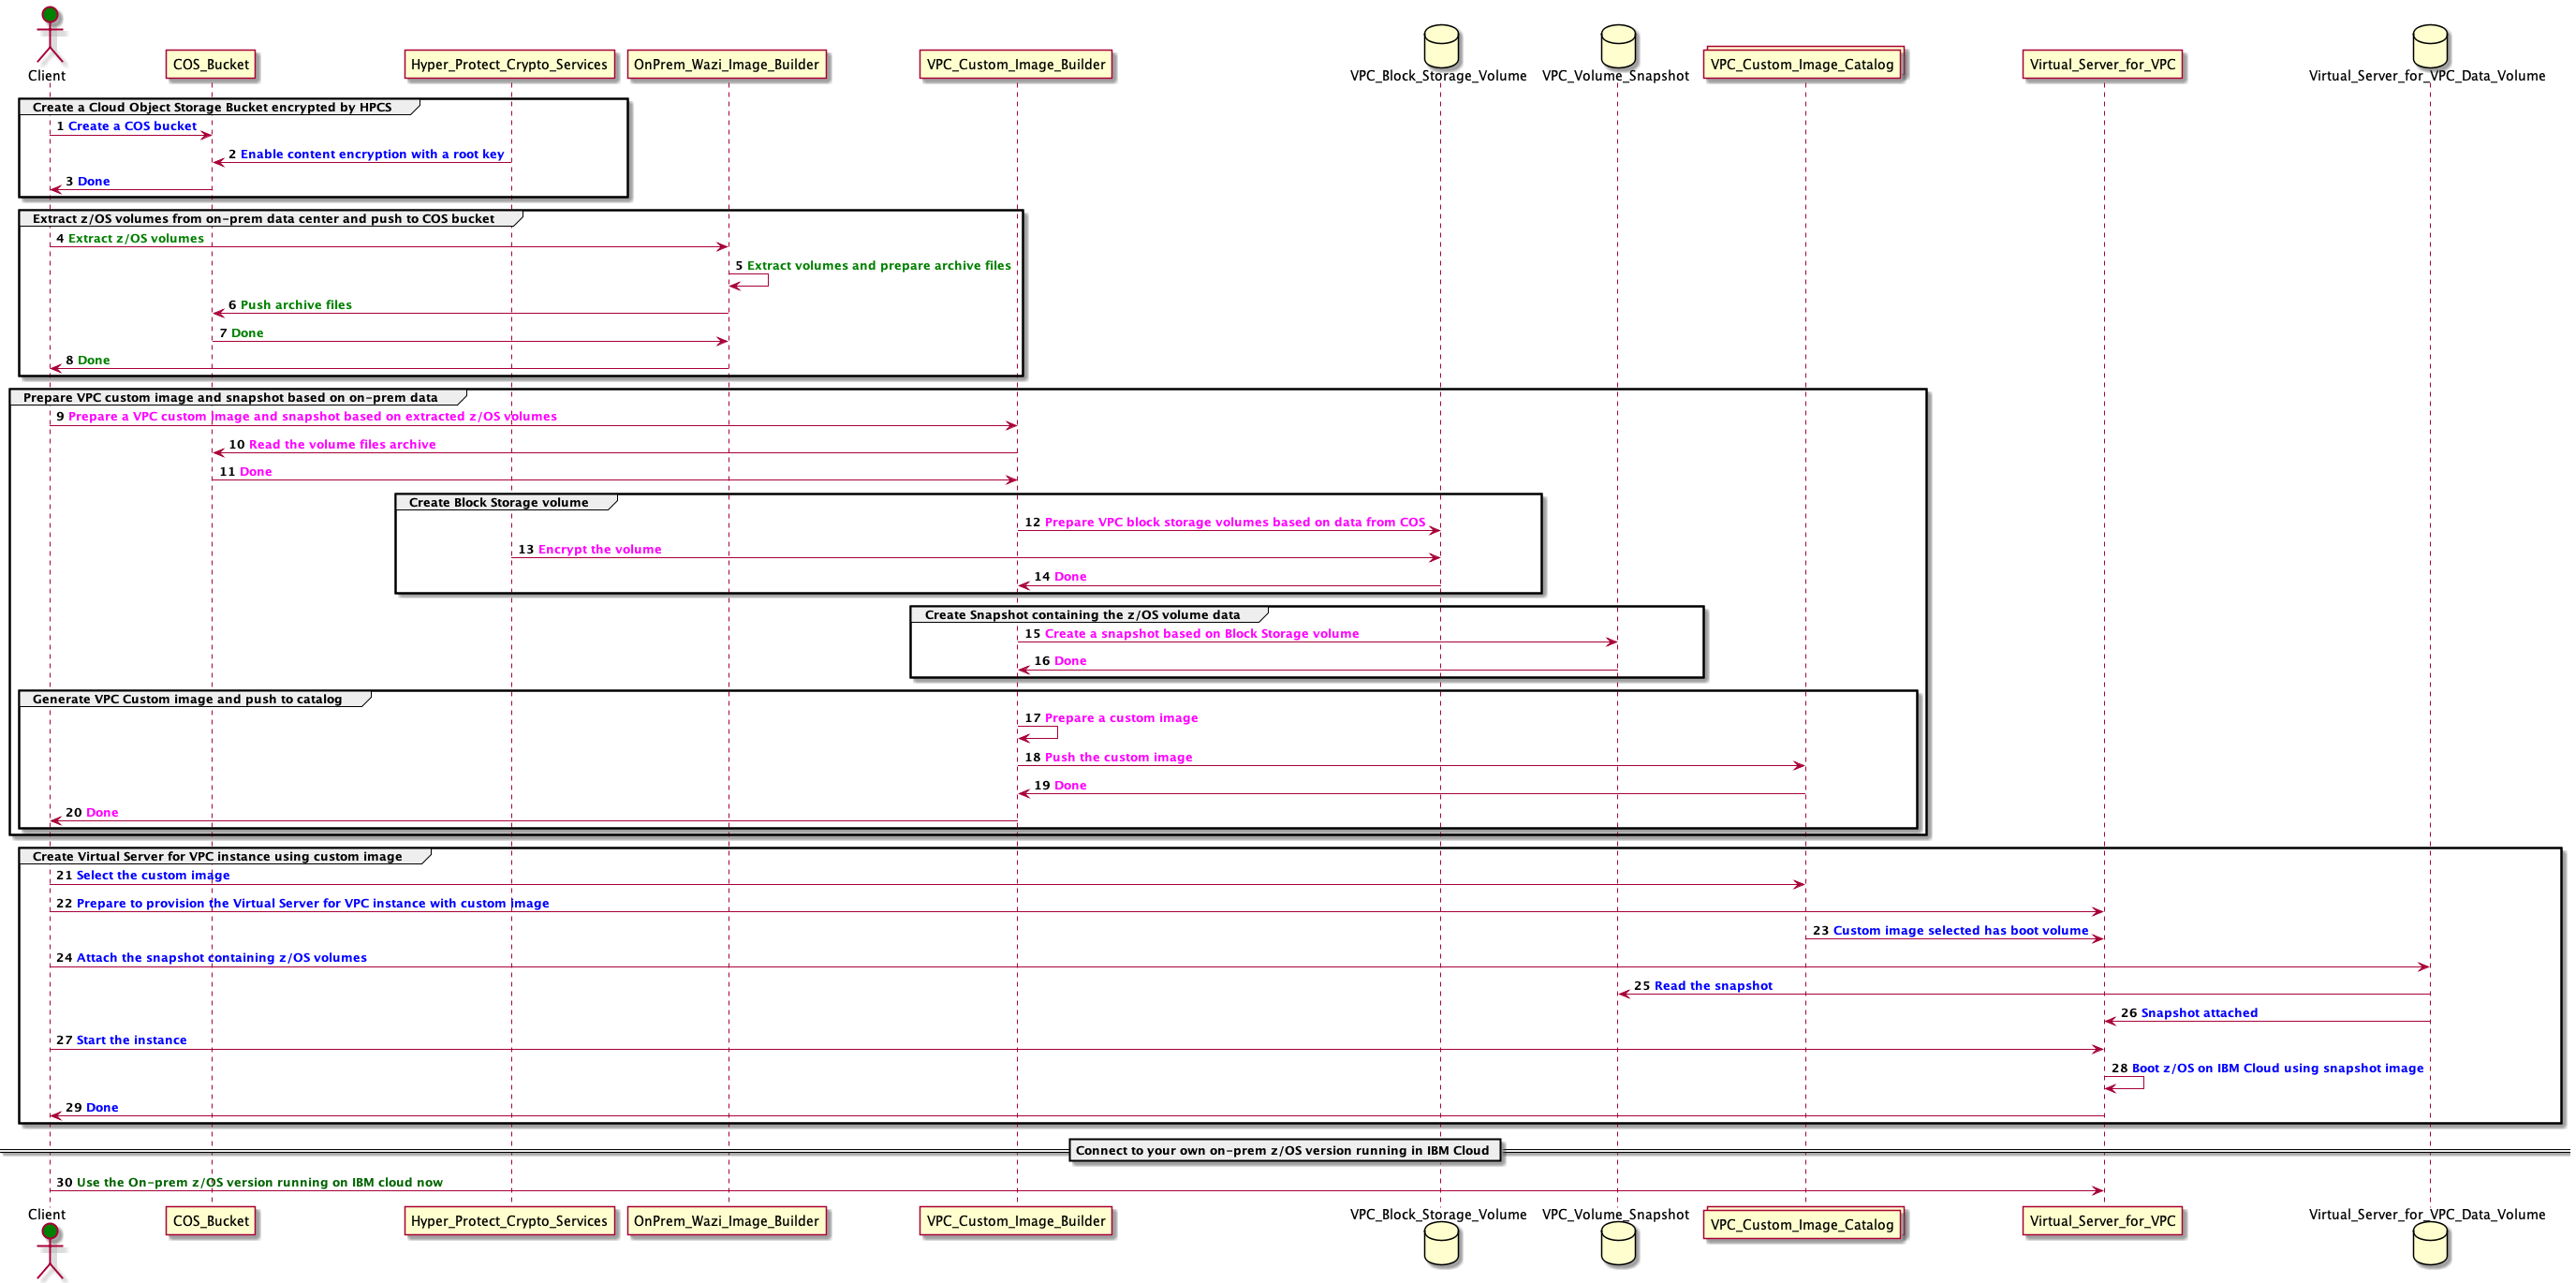 Client
COS_Bucket
Hyper_Protect_Crypto_Services
OnPrem_Wazi_Image_Builder
VPC_Custom_Image_Builder
VPC_Block_Storage_Volume
VPC_Volume_Snapshot
VPC_Custom_Image_Catalog
Virtual_Server_for_VPC
Virtual_Server_for_VPC_Data_Volume
Create a Cloud Object Storage Bucket encrypted by HPCS
1 Create a COS bucket
2 Enable content encryption with a root key
3 Done
Extract z/OS volumes from on-prem data center and push to COS bucket
4 Extract z/OS volumes
5 Extract volumes and prepare archive files
6 Push archive files
7 Done
8 Done
Prepare VPC custom image and snapshot based on on-prem data
9 Prepare a VPC custom image and snapshot based on extracted z/OS volumes
10 Read the volume files archive
11 Done
Create Block Storage volume
12 Prepare VPC block storage volumes based on data from COS
13 Encrypt the volume
14 Done
Create Snapshot containing the z/OS volume data
15 Create a snapshot based on Block Storage volume
16 Done
Generate VPC Custom image and push to catalog
17 Prepare a custom image
18 Push the custom image
19 Done
20 Done
Create Virtual Server for VPC instance using custom image
21 Select the custom image
22 Prepare to provision the Virtual Server for VPC instance with custom image
23 Custom image selected has boot volume
24 Attach the snapshot containing z/OS volumes
25 Read the snapshot
26 Snapshot attached
27 Start the instance
28 Boot z/OS on IBM Cloud using snapshot image
29 Done
Connect to your own on-prem z/OS version running in IBM Cloud
30 Use the On-prem z/OS version running on IBM cloud now
Client
COS_Bucket
Hyper_Protect_Crypto_Services
OnPrem_Wazi_Image_Builder
VPC_Custom_Image_Builder
VPC_Block_Storage_Volume
VPC_Volume_Snapshot
VPC_Custom_Image_Catalog
Virtual_Server_for_VPC
Virtual_Server_for_VPC_Data_Volume